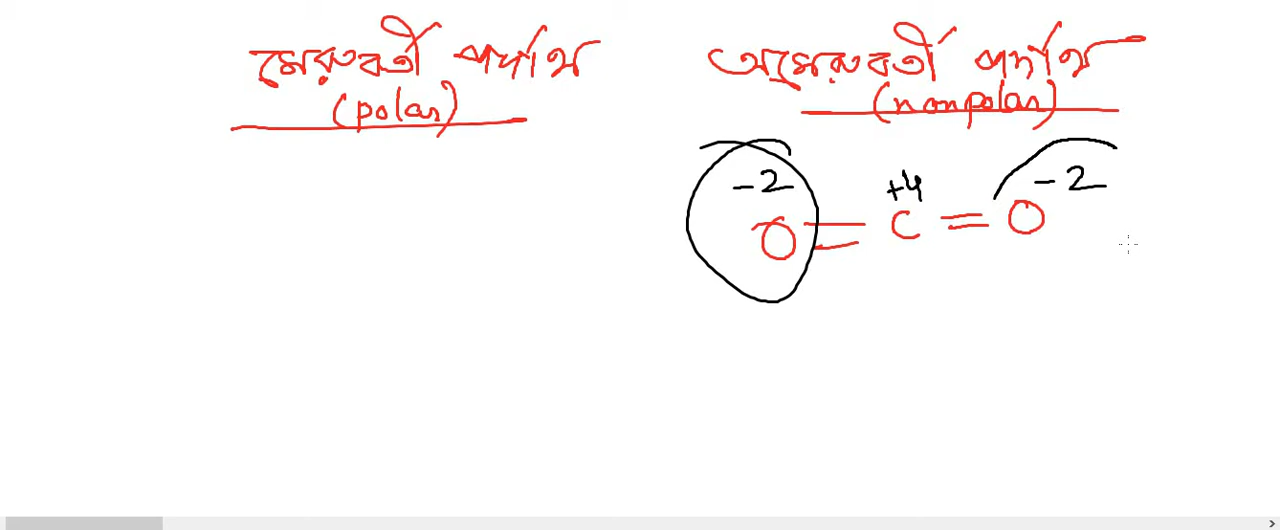 মেরুবর্তী পদার্থ
(polar)
অমেরুবর্তী পদার্থ
(nonpolar)
-2 +4 -2
O = C = O